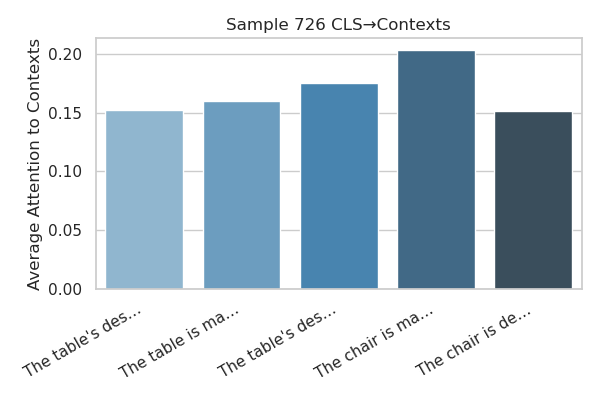 Sample 726 CLS→Contexts
Average Attention to Contexts
0.20
0.15
0.10
0.05
0.00
The table's des...
The table is ma...
The table's des...
The chair is ma...
The chair is de...